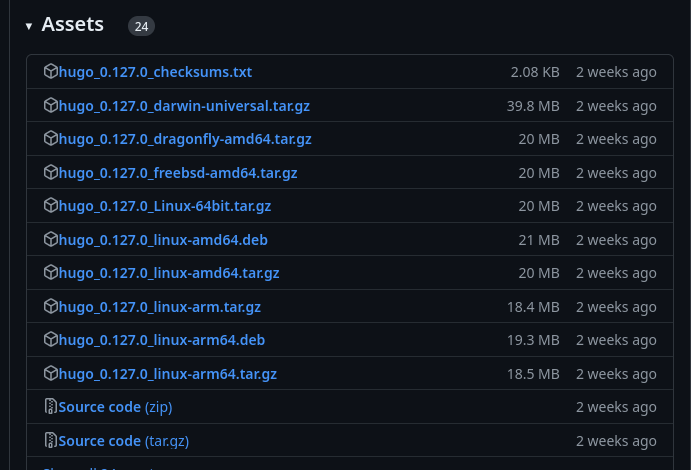 Assets 24
hugo_0.127.0_checksums.txt 2.08 KB 2 weeks ago
hugo_0.127.0_darwin-universal.tar.gz 39.8 MB 2 weeks ago
hugo_0.127.0_dragonfly-amd64.tar.gz 20 MB 2 weeks ago
hugo_0.127.0_freebsd-amd64.tar.gz 20 MB 2 weeks ago
hugo_0.127.0_Linux-64bit.tar.gz 20 MB 2 weeks ago
hugo_0.127.0_linux-amd64.deb 21 MB 2 weeks ago
hugo_0.127.0_linux-amd64.tar.gz 20 MB 2 weeks ago
hugo_0.127.0_linux-arm.tar.gz 18.4 MB 2 weeks ago
hugo_0.127.0_linux-arm64.deb 19.3 MB 2 weeks ago
hugo_0.127.0_linux-arm64.tar.gz 18.5 MB 2 weeks ago
Source code (zip) 2 weeks ago
Source code (tar.gz) 2 weeks ago